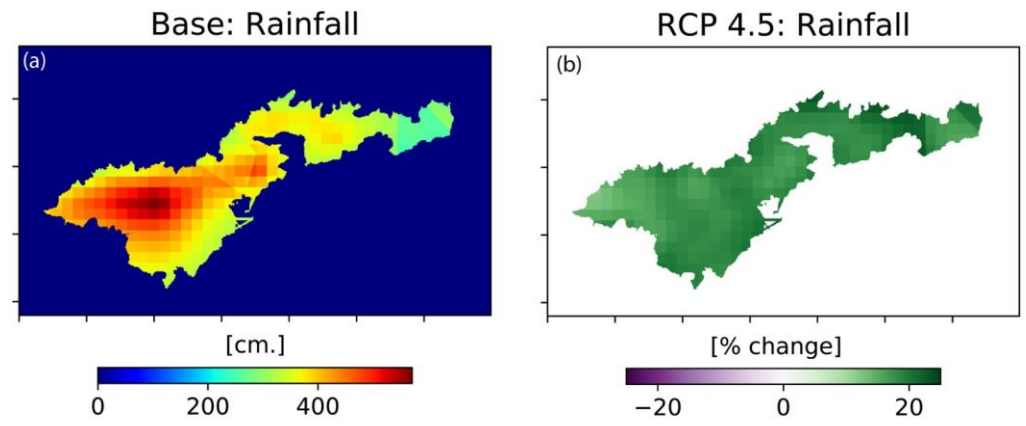 Base: Rainfall
(a)
[cm.]
0 200 400
RCP 4.5: Rainfall
(b)
[% change]
−20 0 20